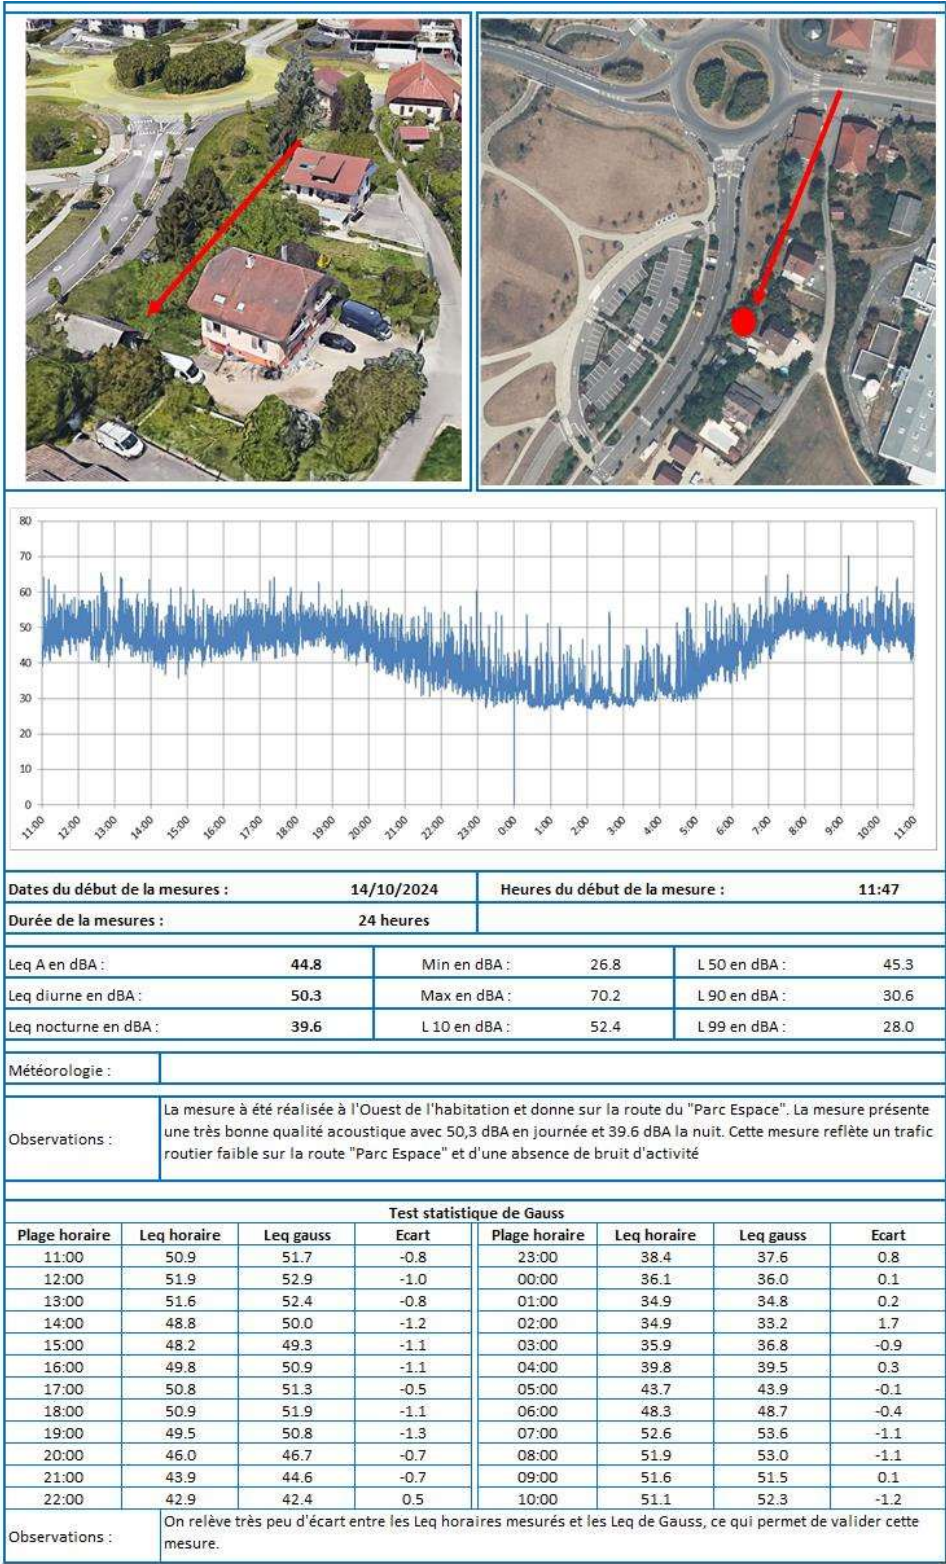 80
70
60
50
40
30
20
10
0
11:00 12:00 13:00 14:00 15:00 16:00 17:00 18:00 19:00 20:00 21:00 22:00 23:00 0:00 1:00 2:00 3:00 4:00 5:00 6:00 7:00 8:00 9:00 10:00 11:00
Dates du début de la mesures : 14/10/2024 Heures du début de la mesure : 11:47
Durée de la mesures : 24 heures
Leq A en dBA : 44.8 Min en dBA : 26.8 L 50 en dBA : 45.3
Leq diurne en dBA : 50.3 Max en dBA : 70.2 L 90 en dBA : 30.6
Leq nocturne en dBA : 39.6 L 10 en dBA : 52.4 L 99 en dBA : 28.0
Météorologie :
Observations :
La mesure à été réalisée à l'Ouest de l'habitation et donne sur la route du "Parc Espace". La mesure présente
une très bonne qualité acoustique avec 50,3 dBA en journée et 39.6 dBA la nuit. Cette mesure reflète un trafic
routier faible sur la route "Parc Espace" et d'une absence de bruit d'activité
Test statistique de Gauss
Plage horaire Leq horaire Leq gauss Ecart Plage horaire Leq horaire Leq gauss Ecart
11:00 50.9 51.7 -0.8 23:00 38.4 37.6 0.8
12:00 51.9 52.9 -1.0 00:00 36.1 36.0 0.1
13:00 51.6 52.4 -0.8 01:00 34.9 34.8 0.2
14:00 48.8 50.0 -1.2 02:00 34.9 33.2 1.7
15:00 48.2 49.3 -1.1 03:00 35.9 36.8 -0.9
16:00 49.8 50.9 -1.1 04:00 39.8 39.5 0.3
17:00 50.8 51.3 -0.5 05:00 43.7 43.9 -0.1
18:00 50.9 51.9 -1.1 06:00 48.3 48.7 -0.4
19:00 49.5 50.8 -1.3 07:00 52.6 53.6 -1.1
20:00 46.0 46.7 -0.7 08:00 51.9 53.0 -1.1
21:00 43.9 44.6 -0.7 09:00 51.6 51.5 0.1
22:00 42.9 42.4 0.5 10:00 51.1 52.3 -1.2
Observations :
On relève très peu d'écart entre les Leq horaires mesurés et les Leq de Gauss, ce qui permet de valider cette
mesure.